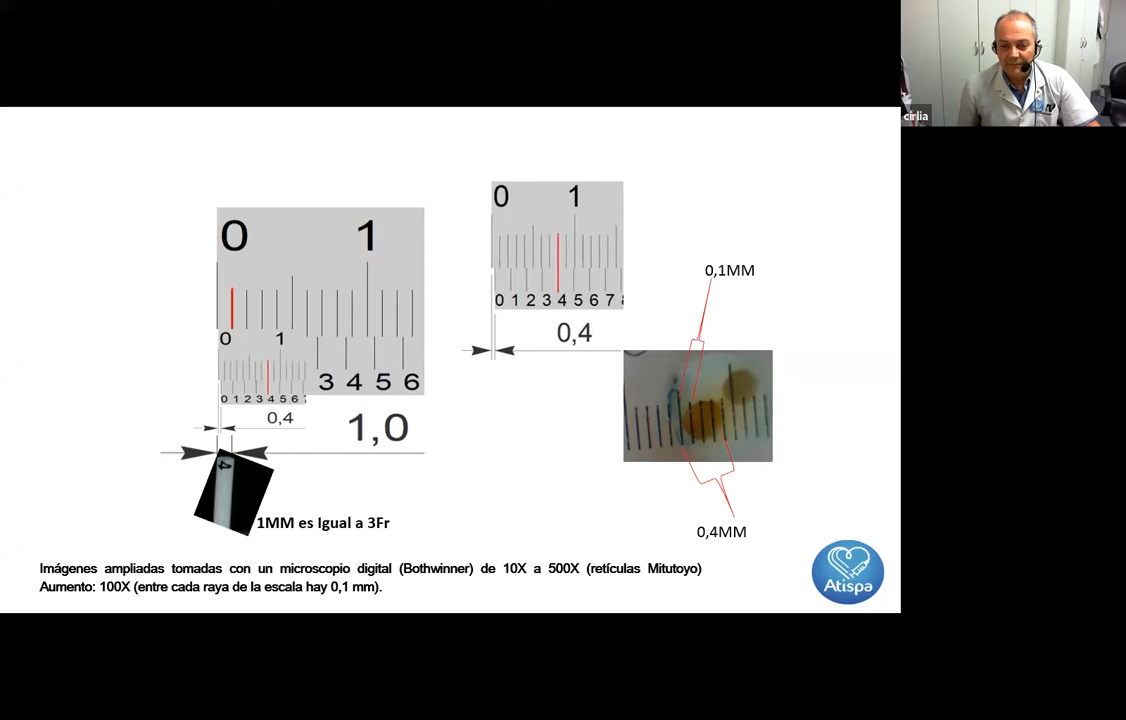 cirlia
0 1
0 1
0 1 2 3 4 5 6 7 8
0,4
0,1MM
0 1
3 4 5 6
0 1 2 3 4 5 6 7
0,4
1,0
4
1MM es Igual a 3Fr
0,4MM
Imágenes ampliadas tomadas con un microscopio digital (Bothwinner) de 10X a 500X (retículas Mitutoyo)
Aumento: 100X (entre cada raya de la escala hay 0,1 mm).
Atispa